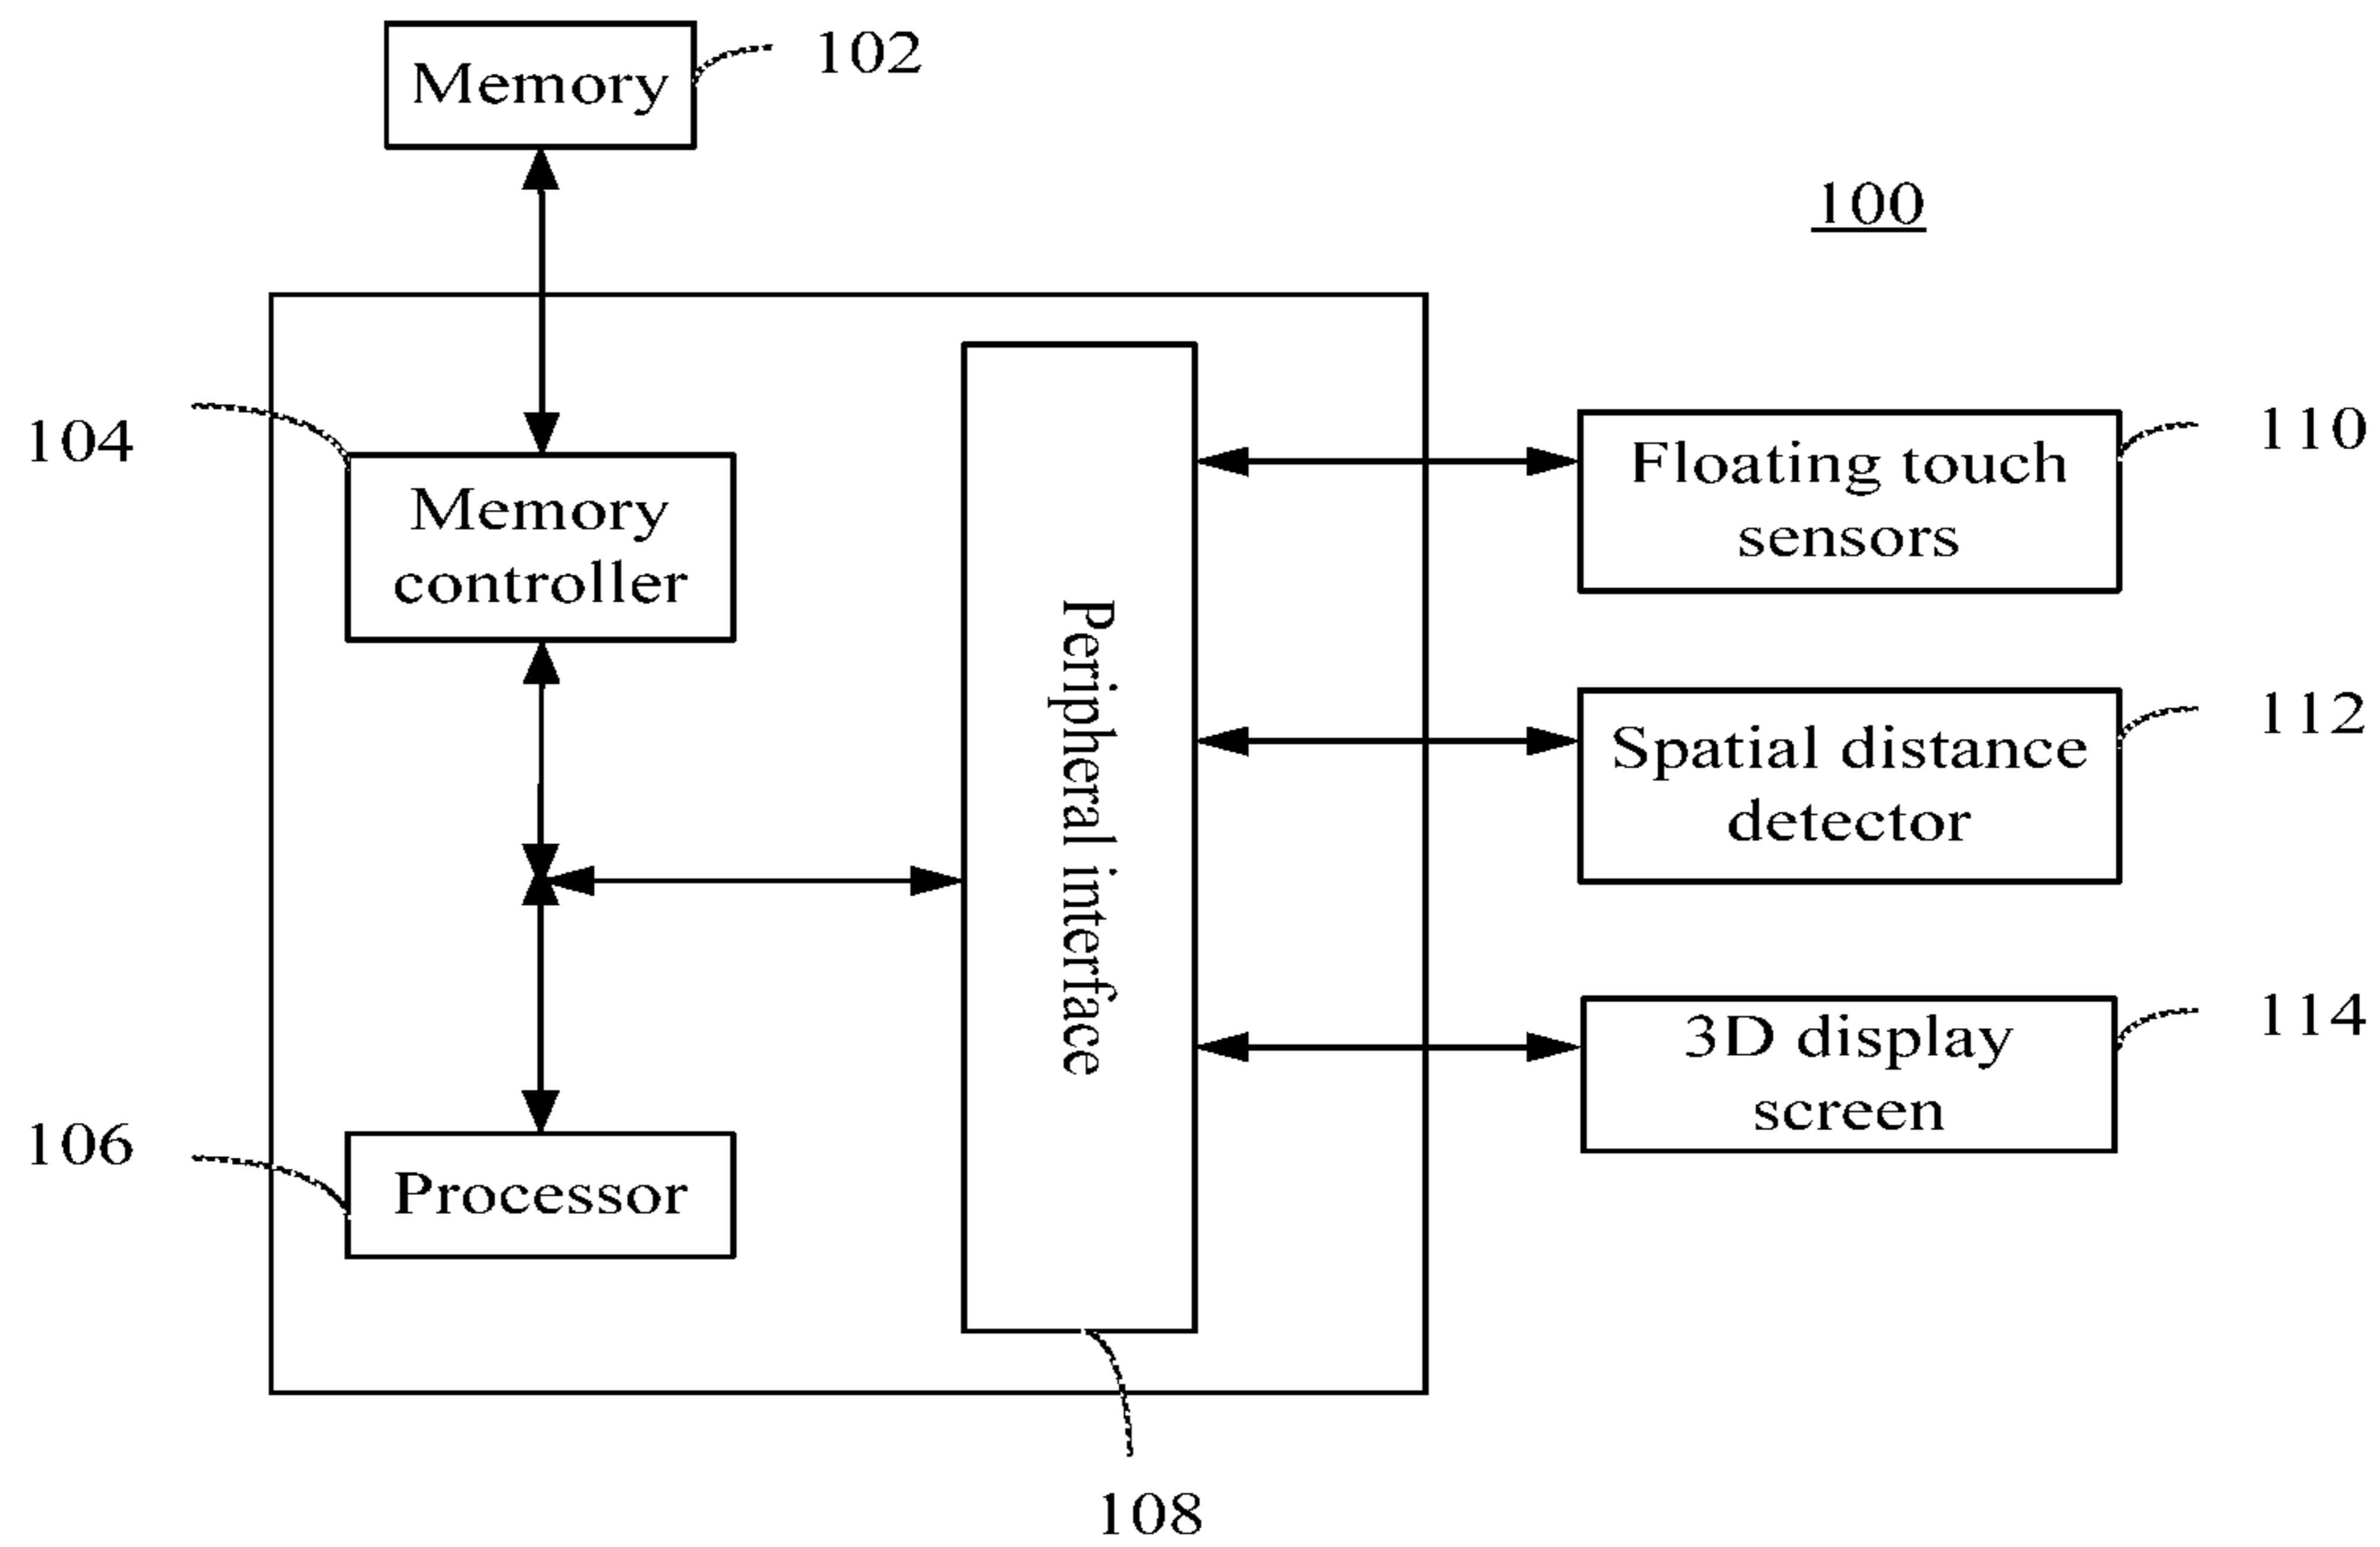 Memory
102
100
104
Memory
controller
Peripheral interface
Floating touch
sensors
110
Spatial distance
detector
112
3D display
screen
114
106
Processor
108